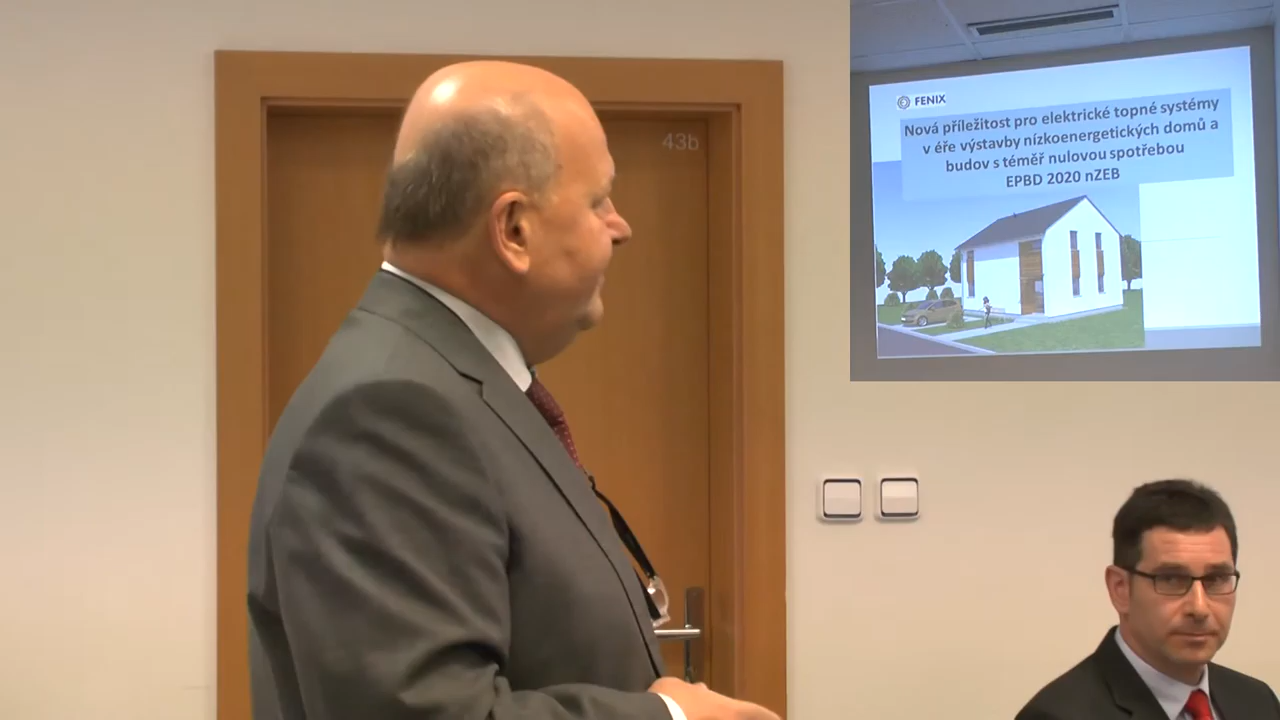 43b
FENIX
Nová příležitost pro elektrické topné systémy
v éře výstavby nízkoenergetických domů a
budov s téměř nulovou spotřebou
EPBD 2020 nZEB